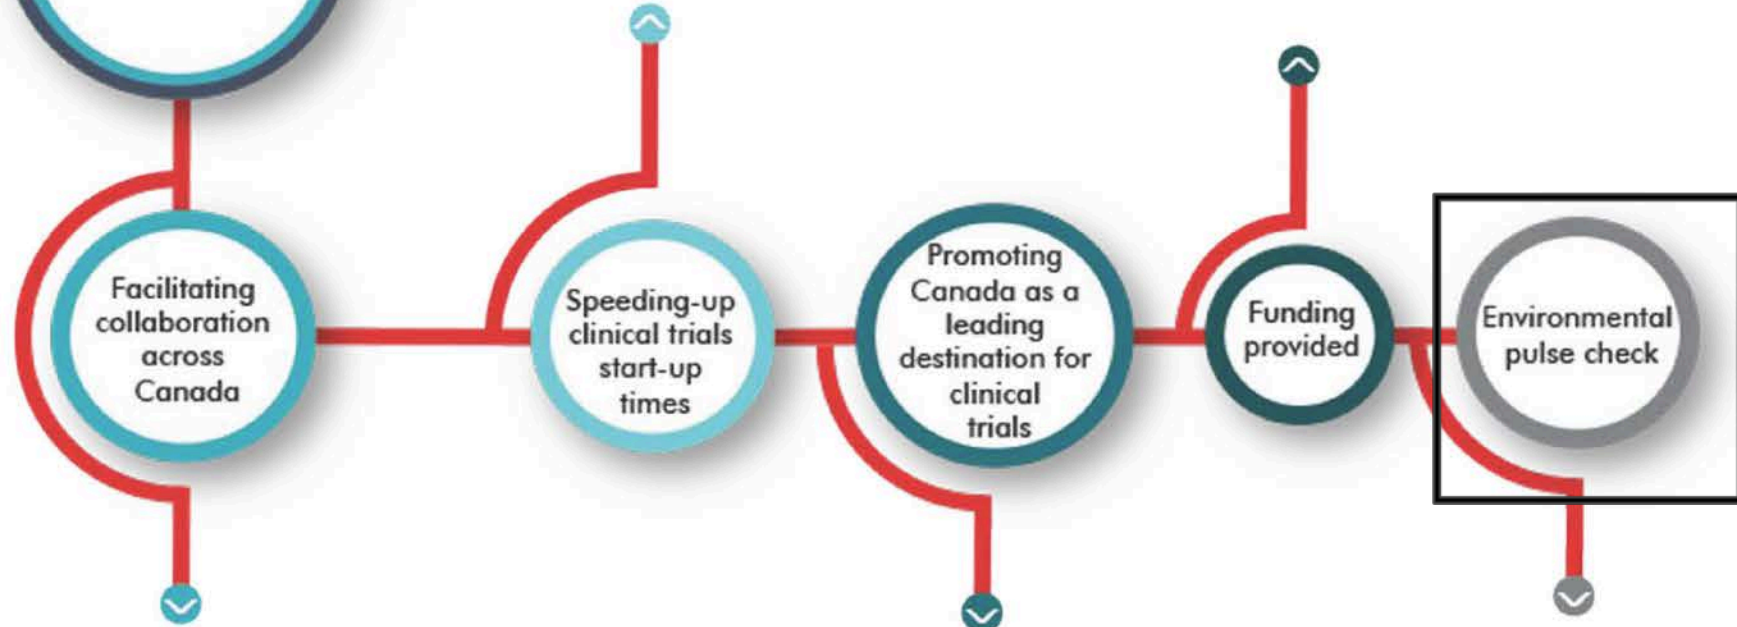 Facilitating
collaboration
across
Canada
Speeding-up
clinical trials
start-up
times
Promoting
Canada as a
leading
destination for
clinical
trials
Funding
provided
Environmental
pulse check